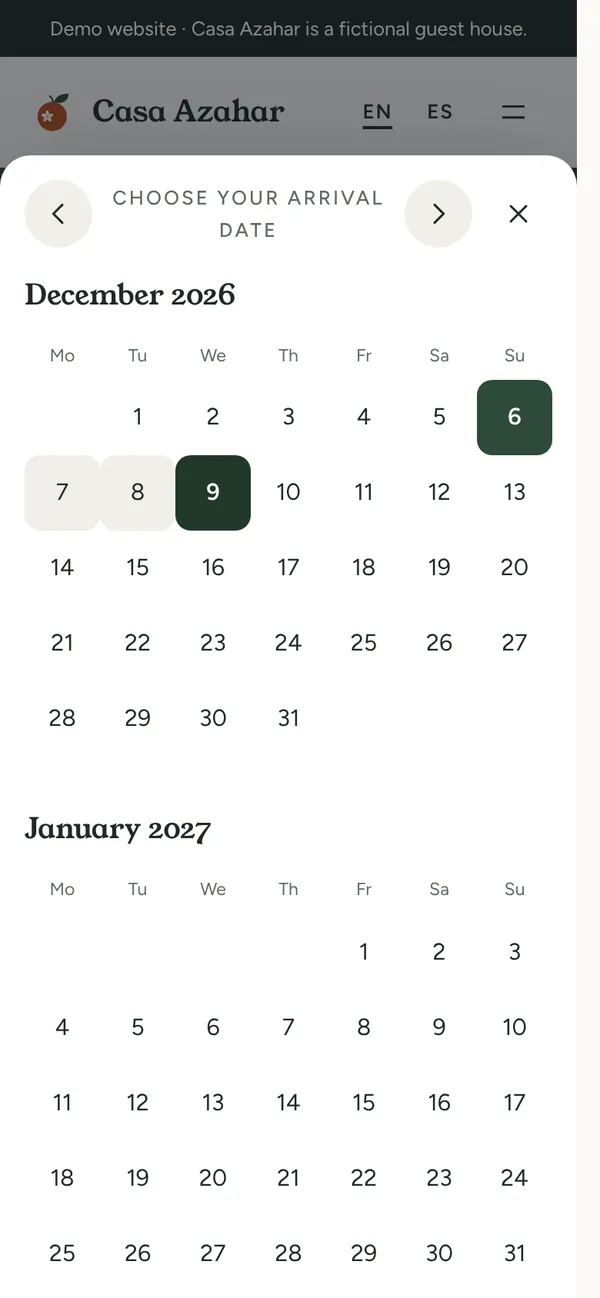 Demo website · Casa Azahar is a fictional guest house.
Casa Azahar EN ES
CHOOSE YOUR ARRIVAL
DATE
December 2026
Mo Tu We Th Fr Sa Su
1 2 3 4 5 6
7 8 9 10 11 12 13
14 15 16 17 18 19 20
21 22 23 24 25 26 27
28 29 30 31
January 2027
Mo Tu We Th Fr Sa Su
1 2 3
4 5 6 7 8 9 10
11 12 13 14 15 16 17
18 19 20 21 22 23 24
25 26 27 28 29 30 31